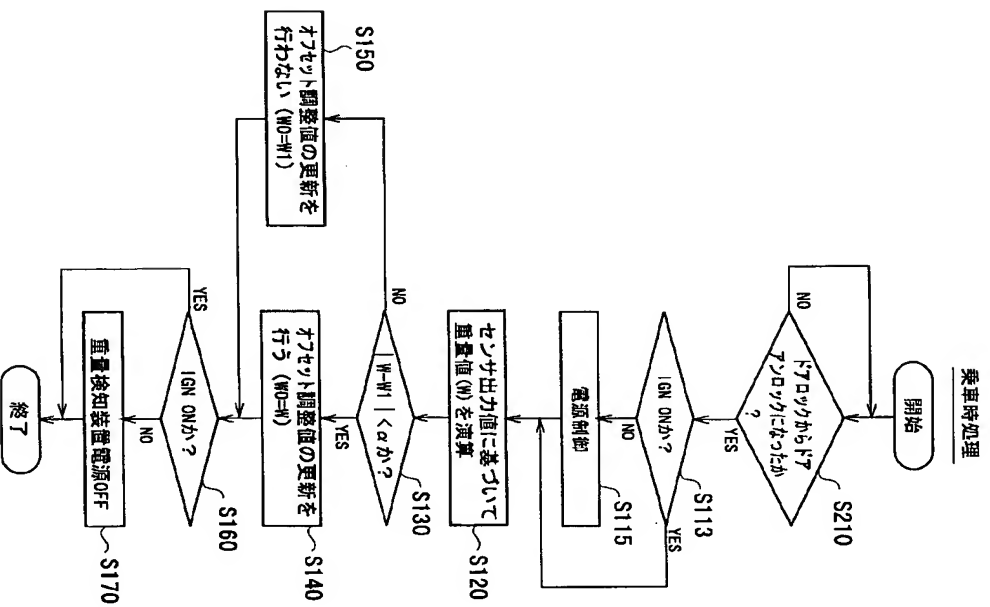 乗車時処理
開始
ドアロックからドア
アンロックになったか
?
S210
NO
YES
IGN ONか?
S113
YES
NO
電源制御
S115
センサ出力値に基づいて
重量値(W)を演算
S120
|W-W1|<αか?
S130
NO
YES
オフセット調整値の更新を
行う (W0=W)
S140
S150
オフセット調整値の更新を
行わない (W0=W1)
IGN ONか?
S160
YES
NO
重量検知装置電源OFF
S170
終了